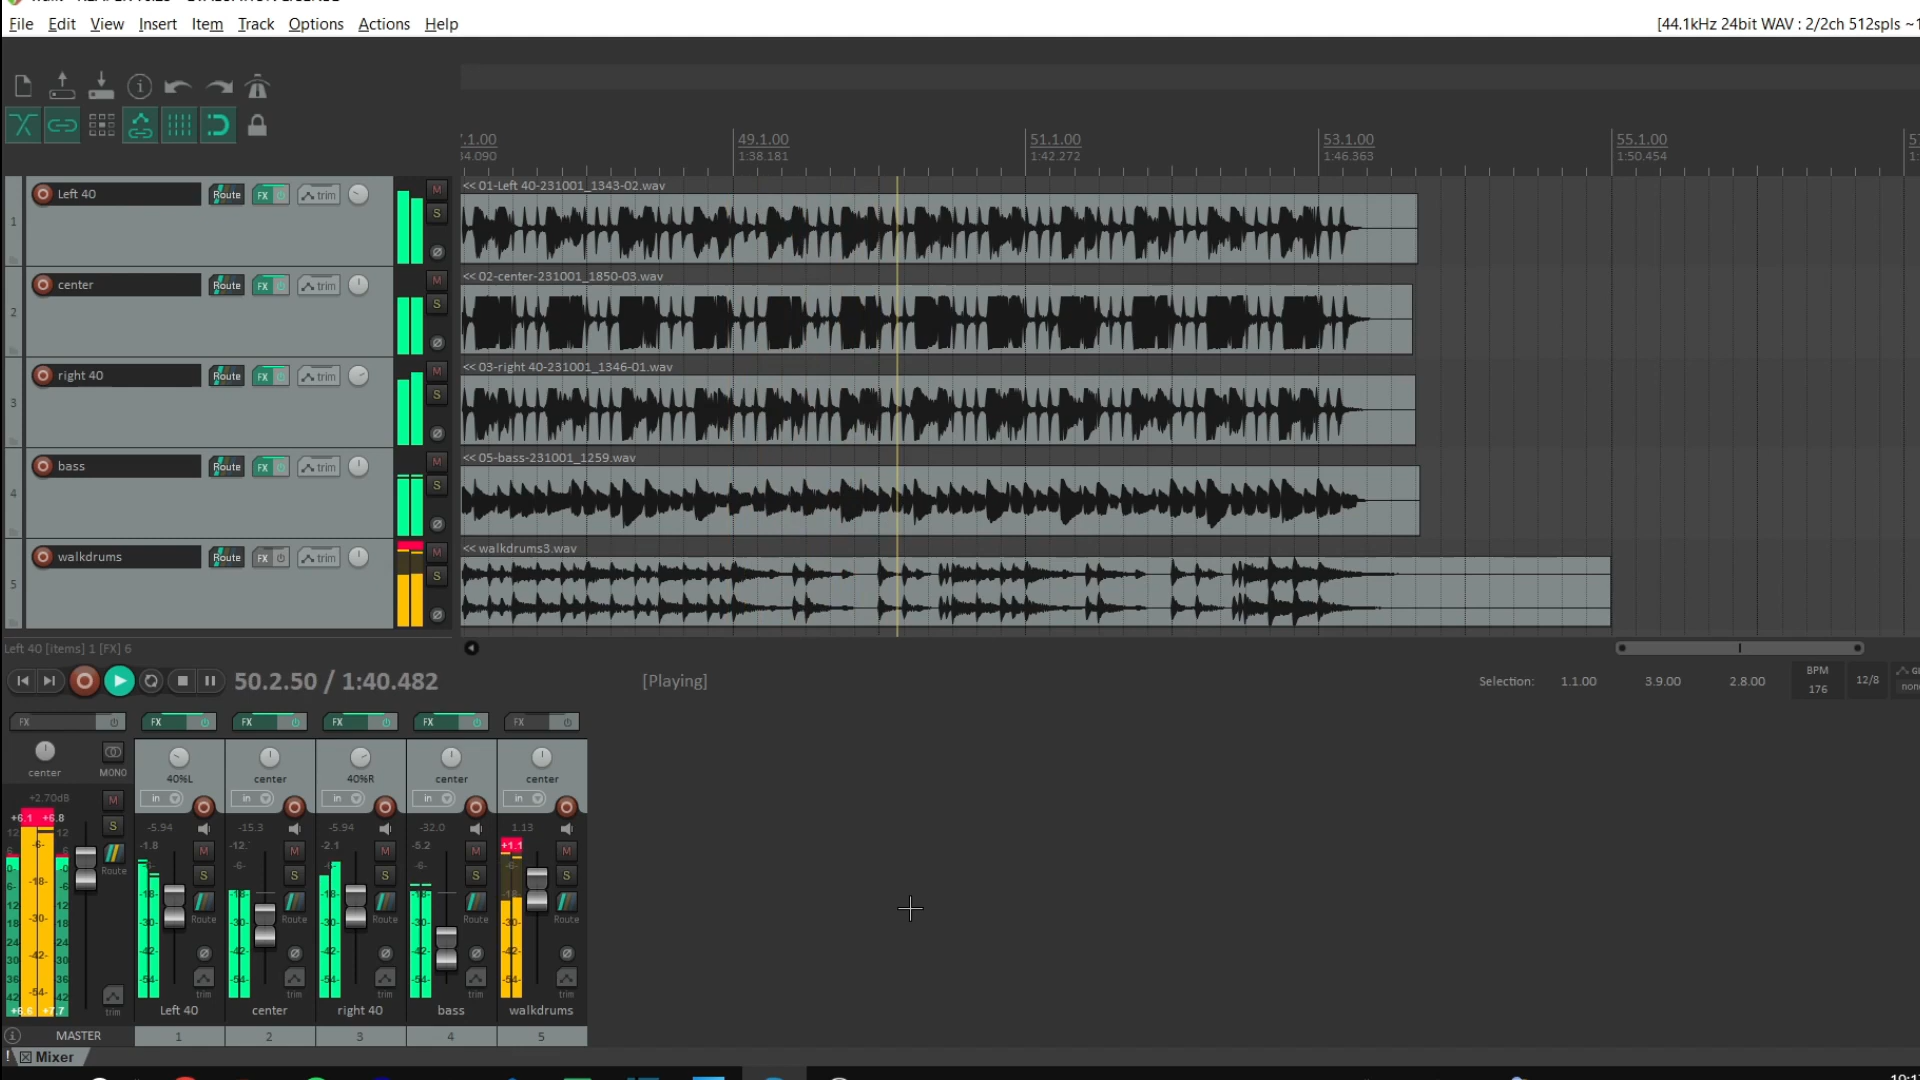 File Edit View Insert Item Track Options Actions Help
[44.1kHz 24bit WAV : 2/2ch 512spls ~1
49.1.00 51.1.00 53.1.00 55.1.00
1:38.181 1:42.272 1:46.363 1:50.454
1 Left 40 Route FX trim M S
<< 01-Left 40-231001_1343-02.wav
2 center Route FX trim M S
<< 02-center-231001_1850-03.wav
3 right 40 Route FX trim M S
<< 03-right 40-231001_1346-01.wav
4 bass Route FX trim M S
<< 05-bass-231001_1259.wav
5 walkdrums Route FX trim M S
<< walkdrums3.wav
Left 40 [items] 1 [FX] 6
50.2.50 / 1:40.482 [Playing] Selection: 1.1.00 3.9.00 2.8.00 BPM 176 12/8
FX FX FX FX FX FX
center MONO 40%L center 40%R center center
in in in in in
+2.70dB -5.94 -15.3 -5.94 -32.0 1.13
+6.1 +6.8 -1.8 -12. -2.1 -5.2 +1.1
M M M M M M
S S S S S S
Route Route Route Route Route Route
-6- -18- -30- -42- -54-
trim trim trim trim trim trim
Left 40 center right 40 bass walkdrums
MASTER 1 2 3 4 5
! Mixer